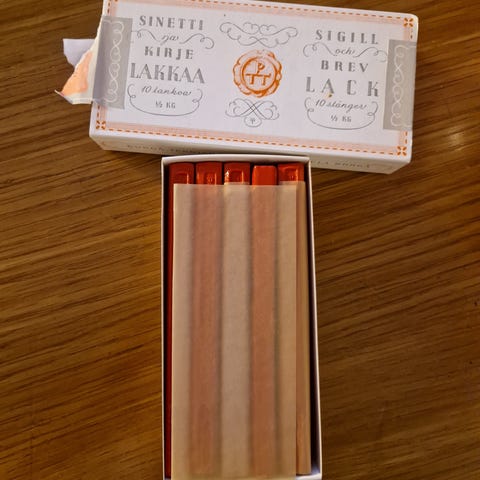 SINETTI
ja
KIRJE
LAKKAA
10 tankoa
½ KG
SIGILL
och
BREV
LACK
10 stänger
½ KG